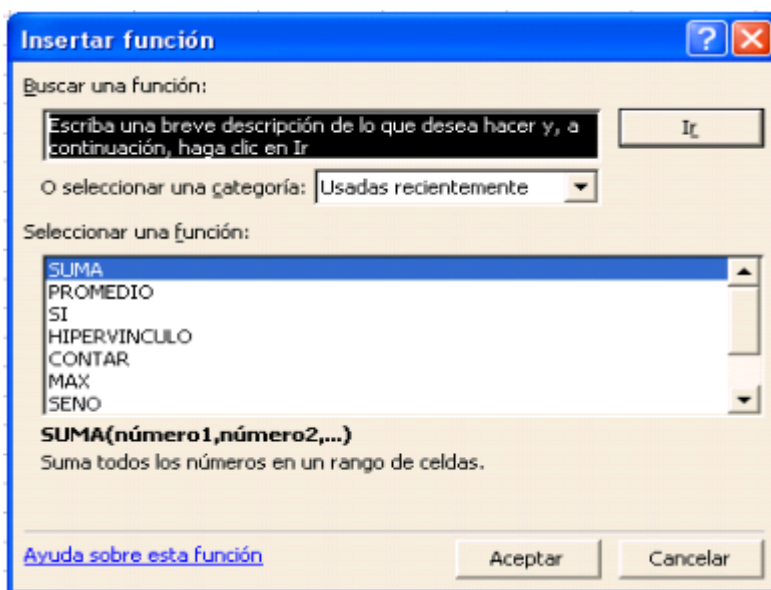 Insertar función
Buscar una función:
Escriba una breve descripción de lo que desea hacer y, a
continuación, haga clic en Ir
Ir
O seleccionar una categoría: Usadas recientemente
Seleccionar una función:
SUMA
PROMEDIO
SI
HIPERVINCULO
CONTAR
MAX
SENO
SUMA(número1,número2,...)
Suma todos los números en un rango de celdas.
Ayuda sobre esta función
Aceptar
Cancelar